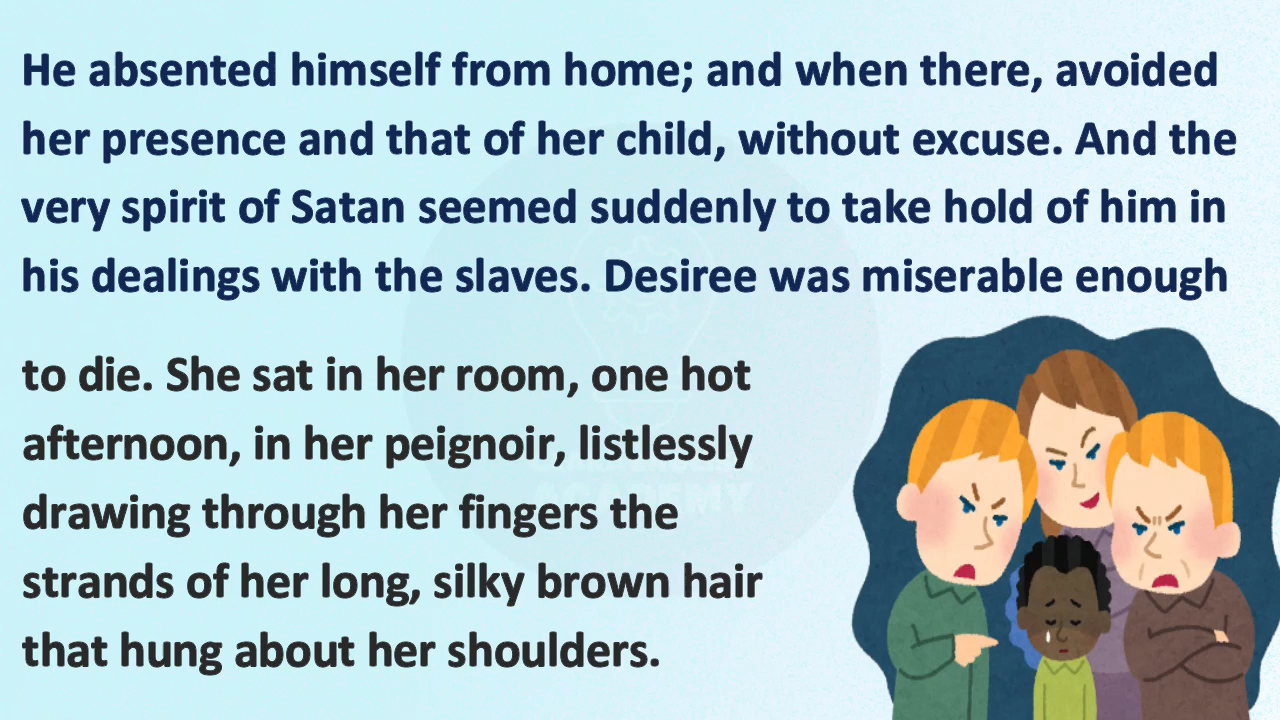 He absented himself from home; and when there, avoided
her presence and that of her child, without excuse. And the
very spirit of Satan seemed suddenly to take hold of him in
his dealings with the slaves. Desiree was miserable enough
to die. She sat in her room, one hot
afternoon, in her peignoir, listlessly
drawing through her fingers the
strands of her long, silky brown hair
that hung about her shoulders.
ACADEMY